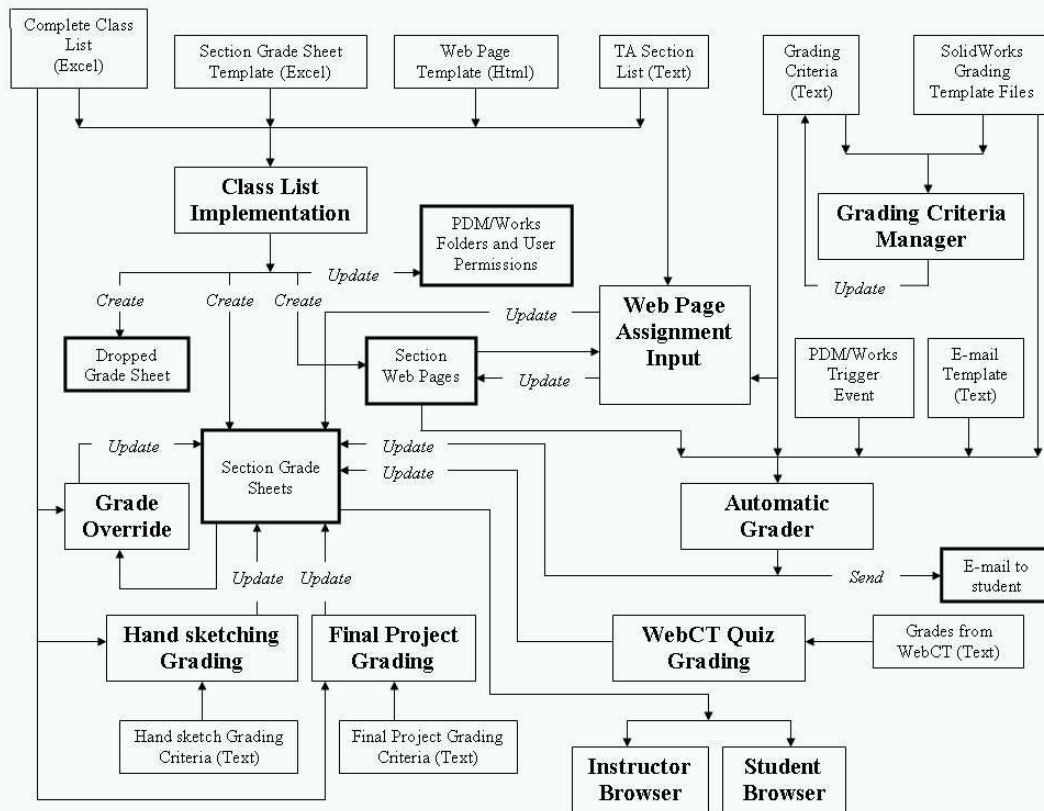 Complete Class
List
(Excel)
Section Grade Sheet
Template (Excel)
Web Page
Template (Html)
TA Section
List (Text)
Grading
Criteria
(Text)
SolidWorks
Grading
Template Files
Class List
Implementation
PDM/Works
Folders and User
Permissions
Grading Criteria
Manager
Update
Create
Create
Create
Update
Update
Web Page
Assignment
Input
Dropped
Grade Sheet
Section
Web Pages
Update
PDM/Works
Trigger
Event
E-mail
Template
(Text)
Update
Section Grade
Sheets
Update
Update
Grade
Override
Automatic
Grader
Update
Update
Send
E-mail to
student
Hand sketching
Grading
Final Project
Grading
WebCT Quiz
Grading
Grades from
WebCT (Text)
Hand sketch Grading
Criteria (Text)
Final Project Grading
Criteria (Text)
Instructor
Browser
Student
Browser